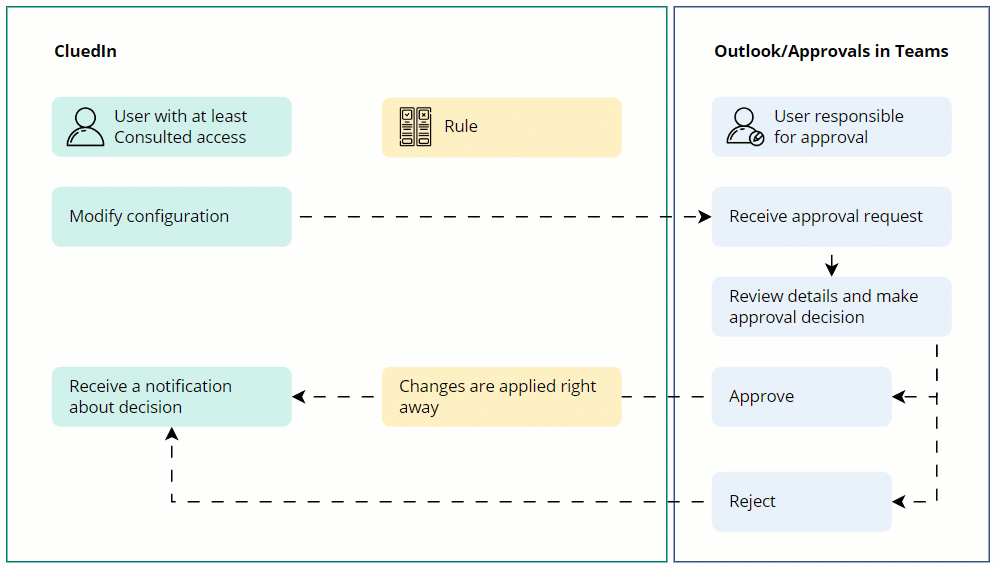 CluedIn
Outlook/Approvals in Teams
User with at least
Consulted access
Rule
User responsible
for approval
Modify configuration
Receive approval request
Review details and make
approval decision
Receive a notification
about decision
Changes are applied right
away
Approve
Reject